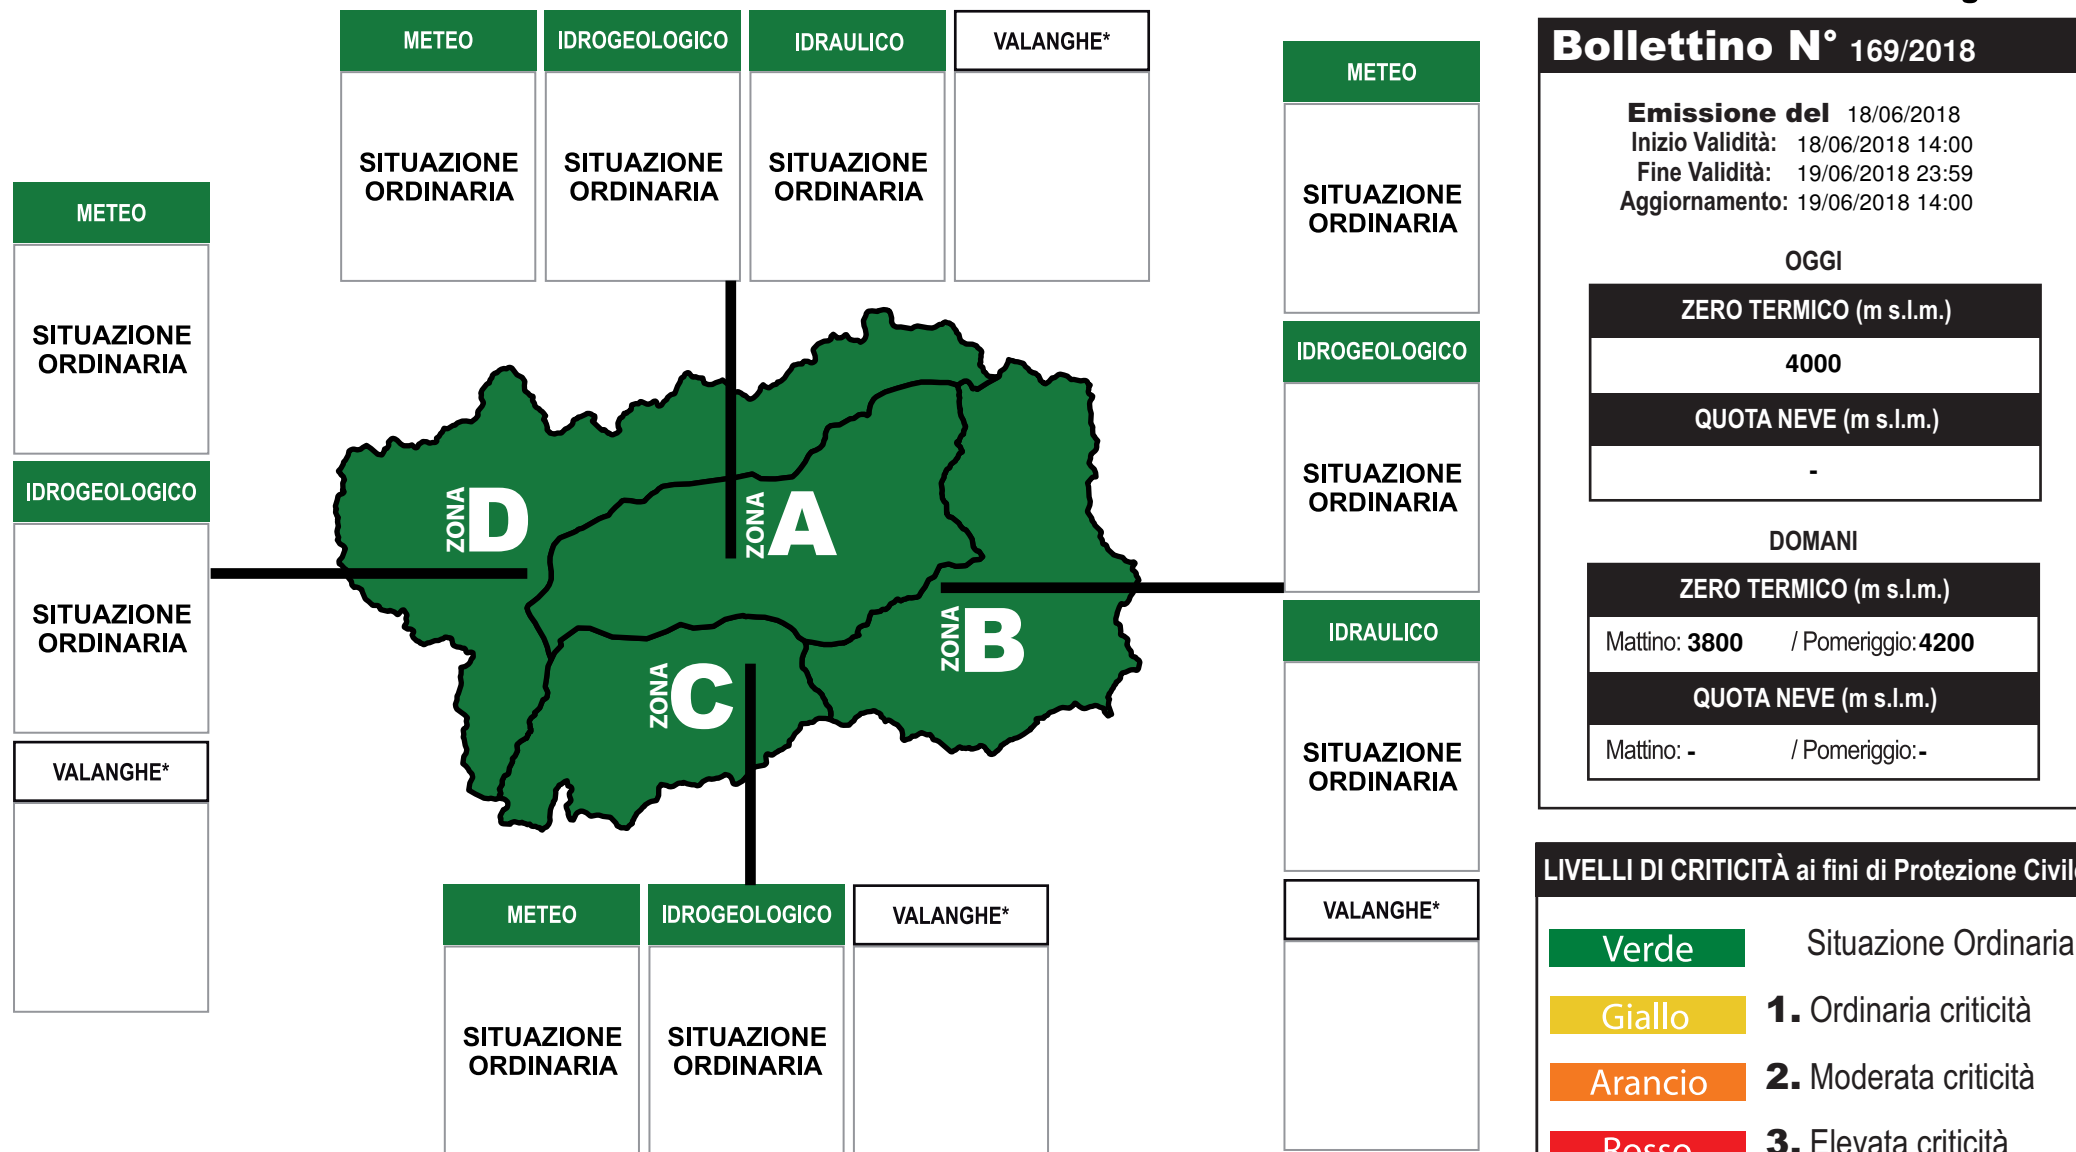 METEO IDROGEOLOGICO IDRAULICO VALANGHE*
SITUAZIONE ORDINARIA
SITUAZIONE ORDINARIA
SITUAZIONE ORDINARIA
METEO
SITUAZIONE
ORDINARIA
IDROGEOLOGICO
SITUAZIONE
ORDINARIA
VALANGHE*
ZONA D
ZONA A
ZONA B
ZONA C
METEO
SITUAZIONE
ORDINARIA
IDROGEOLOGICO
SITUAZIONE
ORDINARIA
IDRAULICO
SITUAZIONE
ORDINARIA
VALANGHE*
METEO IDROGEOLOGICO VALANGHE*
SITUAZIONE ORDINARIA
SITUAZIONE ORDINARIA
Bollettino N° 169/2018
Emissione del 18/06/2018
Inizio Validità: 18/06/2018 14:00
Fine Validità: 19/06/2018 23:59
Aggiornamento: 19/06/2018 14:00
OGGI
ZERO TERMICO (m s.l.m.)
4000
QUOTA NEVE (m s.l.m.)
-
DOMANI
ZERO TERMICO (m s.l.m.)
Mattino: 3800 / Pomeriggio: 4200
QUOTA NEVE (m s.l.m.)
Mattino: - / Pomeriggio: -
LIVELLI DI CRITICITÀ ai fini di Protezione Civile
Verde Situazione Ordinaria
Giallo 1. Ordinaria criticità
Arancio 2. Moderata criticità
Rosso 3. Elevata criticità